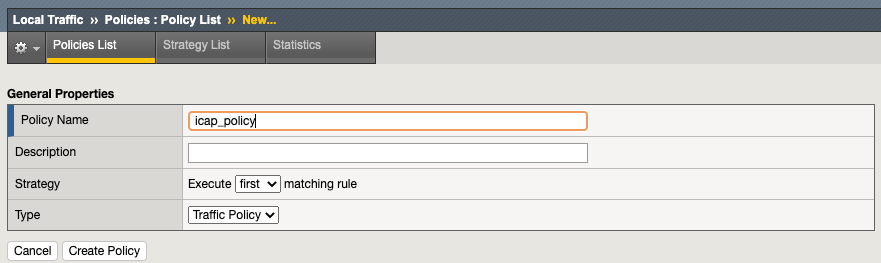 Local Traffic ›› Policies : Policy List ›› New...
Policies List Strategy List Statistics
General Properties
Policy Name icap_policy
Description
Strategy Execute first matching rule
Type Traffic Policy
Cancel Create Policy